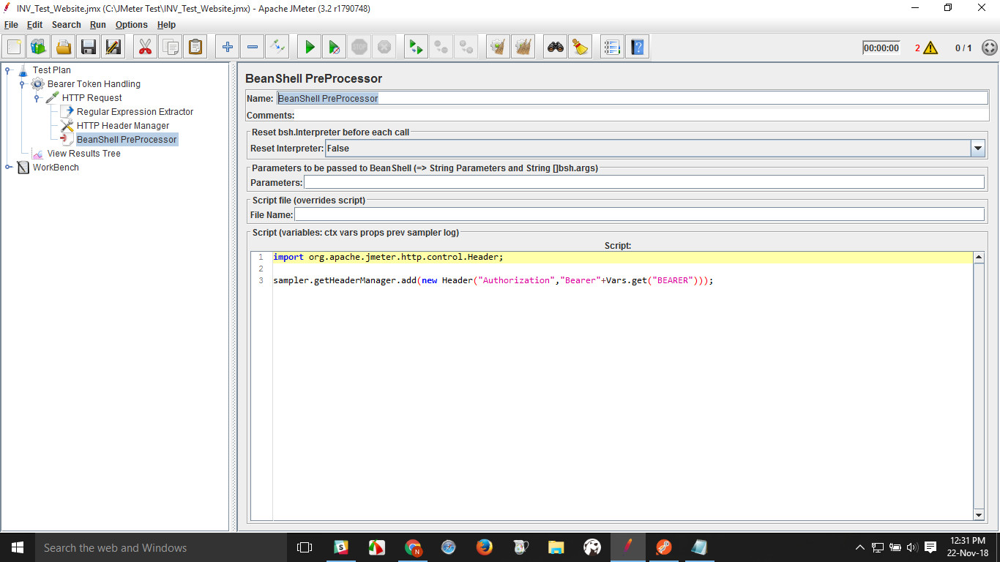 INV_Test_Website.jmx (C:\JMeter Test\INV_Test_Website.jmx) - Apache JMeter (3.2 r1790748)
File Edit Search Run Options Help
00:00:00 2 0 / 1
Test Plan
Bearer Token Handling
HTTP Request
Regular Expression Extractor
HTTP Header Manager
BeanShell PreProcessor
View Results Tree
WorkBench
BeanShell PreProcessor
Name: BeanShell PreProcessor
Comments:
Reset bsh.Interpreter before each call
Reset Interpreter: False
Parameters to be passed to BeanShell (=> String Parameters and String []bsh.args)
Parameters:
Script file (overrides script)
File Name:
Script (variables: ctx vars props prev sampler log)
Script:
1 import org.apache.jmeter.http.control.Header;
2
3 sampler.getHeaderManager.add(new Header("Authorization","Bearer"+Vars.get("BEARER")));
Search the web and Windows
12:31 PM
22-Nov-18